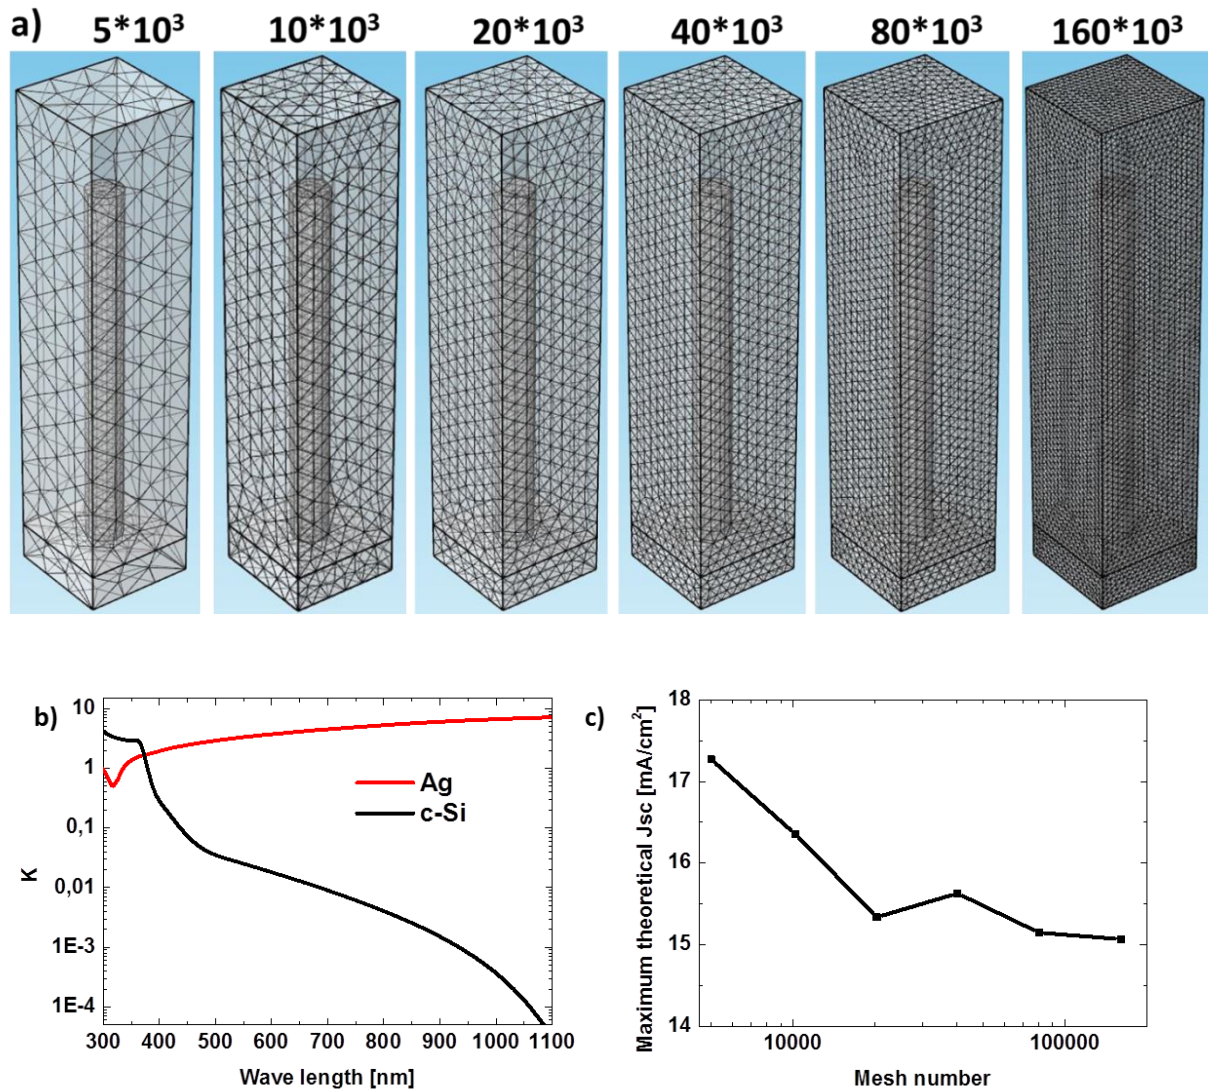 a) 5*10³ 10*10³ 20*10³ 40*10³ 80*10³ 160*10³
b)
10
1
0,1
0,01
1E-3
1E-4
K
Ag
c-Si
300 400 500 600 700 800 900 1000 1100
Wave length [nm]
c)
18
17
16
15
14
Maximum theoretical Jsc [mA/cm²]
10000 100000
Mesh number